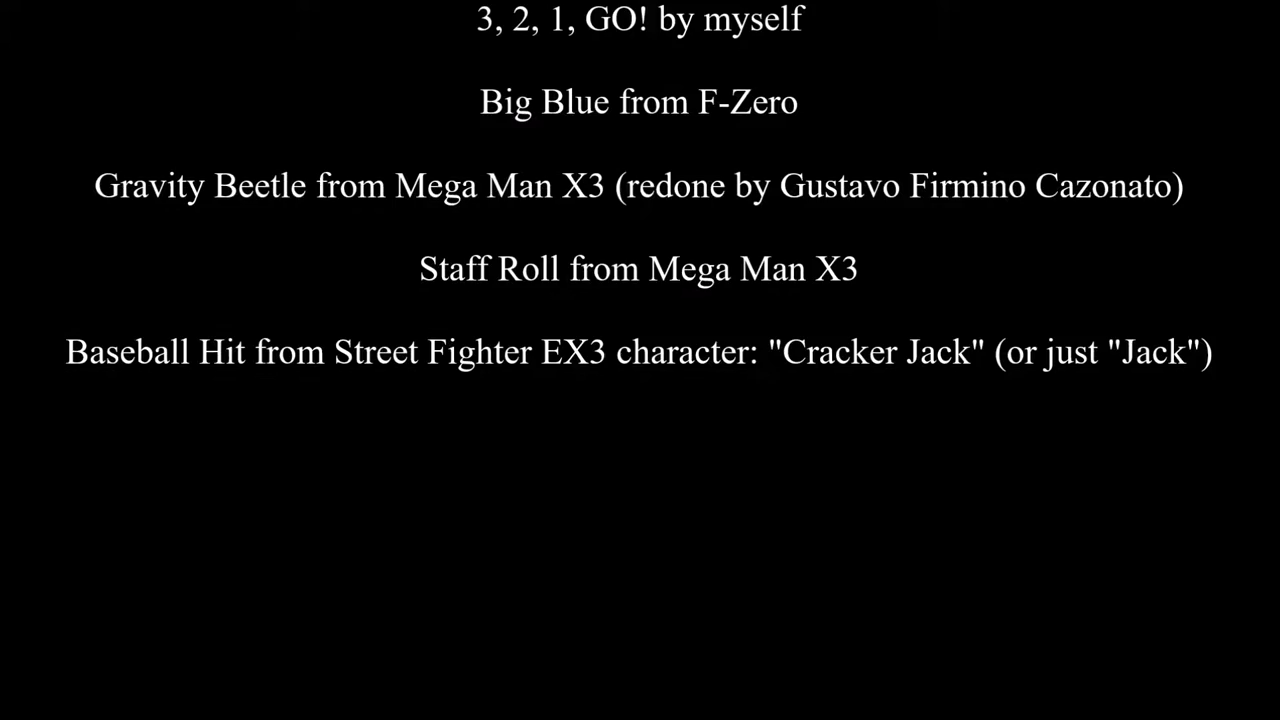 3, 2, 1, GO! by myself
Big Blue from F-Zero
Gravity Beetle from Mega Man X3 (redone by Gustavo Firmino Cazonato)
Staff Roll from Mega Man X3
Baseball Hit from Street Fighter EX3 character: "Cracker Jack" (or just "Jack")